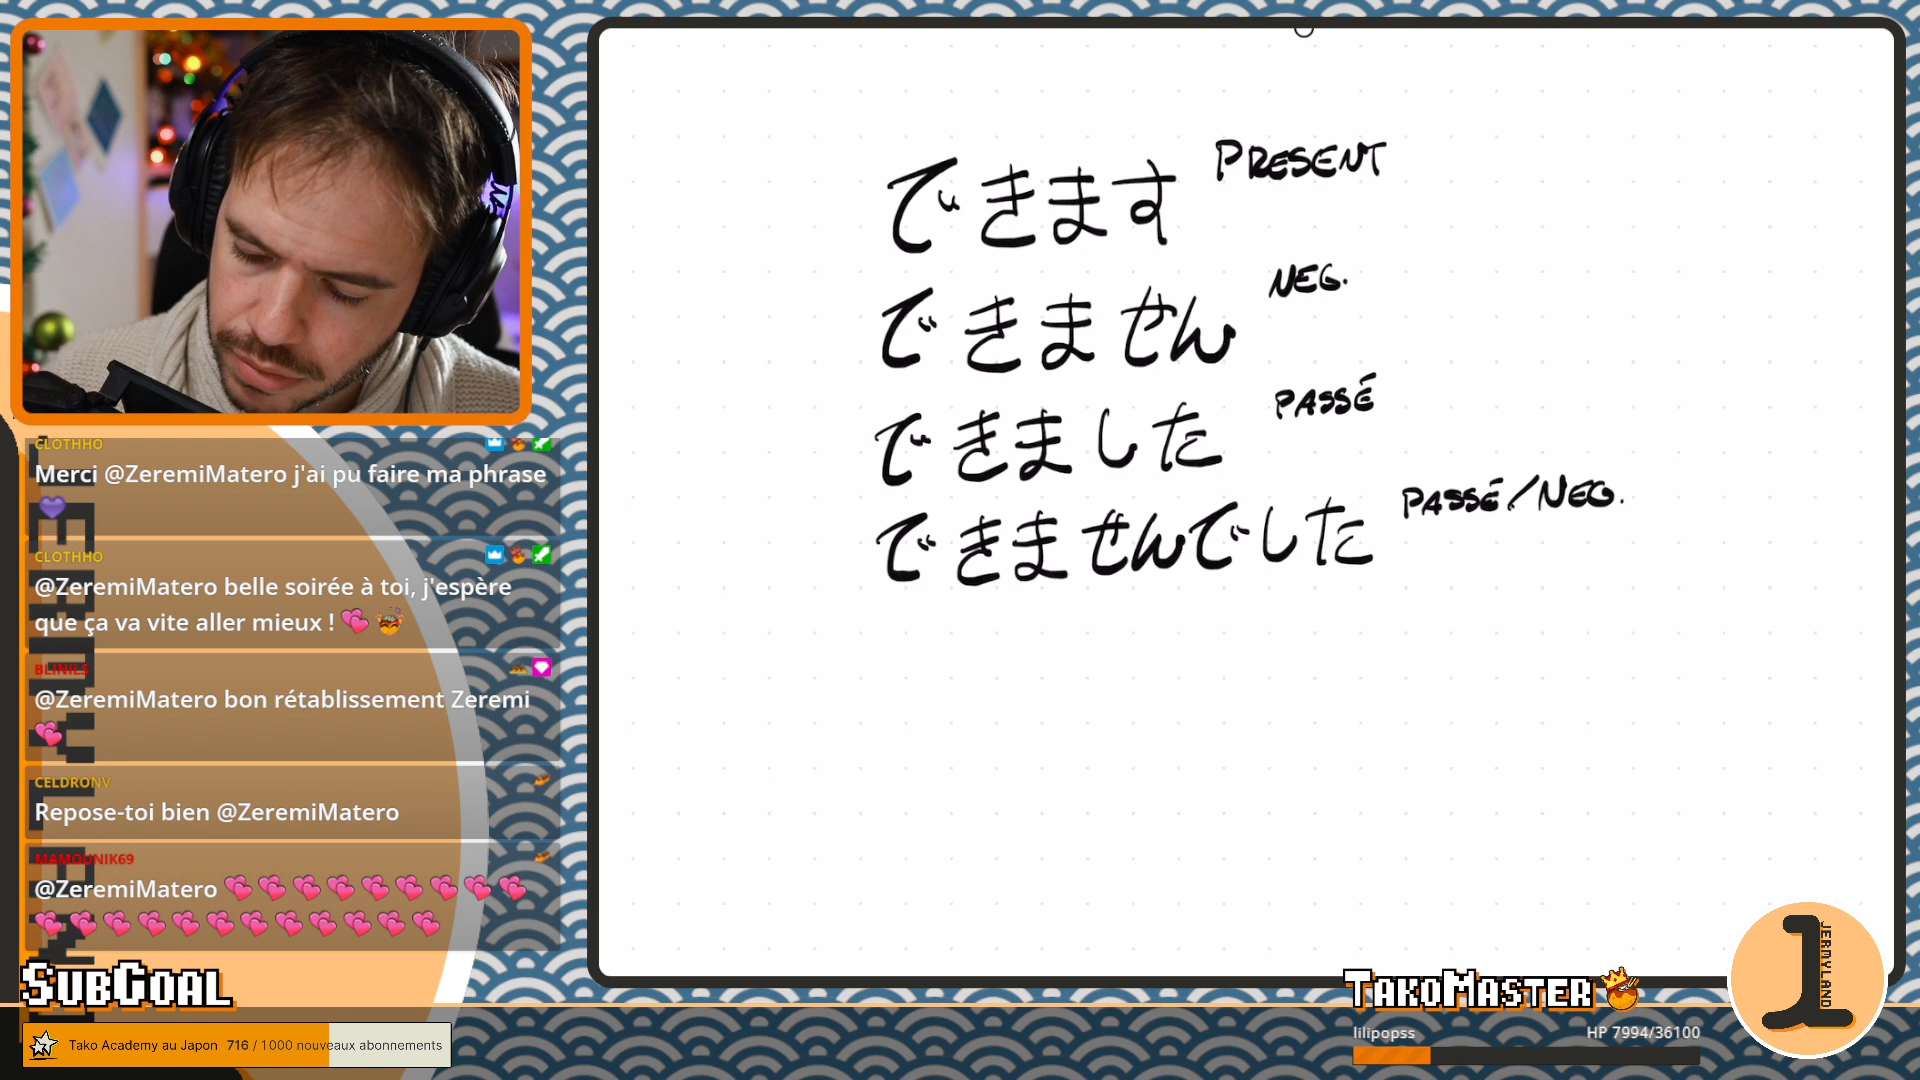 CLOTHHO
Merci @ZeremiMatero j'ai pu faire ma phrase
💜
CLOTHHO
@ZeremiMatero belle soirée à toi, j'espère
que ça va vite aller mieux ! 💕
BLINILS
@ZeremiMatero bon rétablissement Zeremi
💕
CELDRONV
Repose-toi bien @ZeremiMatero
MAMOUNIK69
@ZeremiMatero 💕 💕 💕 💕 💕 💕 💕 💕 💕
💕 💕 💕 💕 💕 💕 💕 💕 💕 💕 💕 💕
SUBGOAL
Tako Academy au Japon 716 / 1000 nouveaux abonnements
できます PRESENT
できません NEG.
できました PASSÉ
できませんでした PASSÉ/NEG.
TAKOMASTER
lilipopss HP 7994/36100
JEREMYLAND